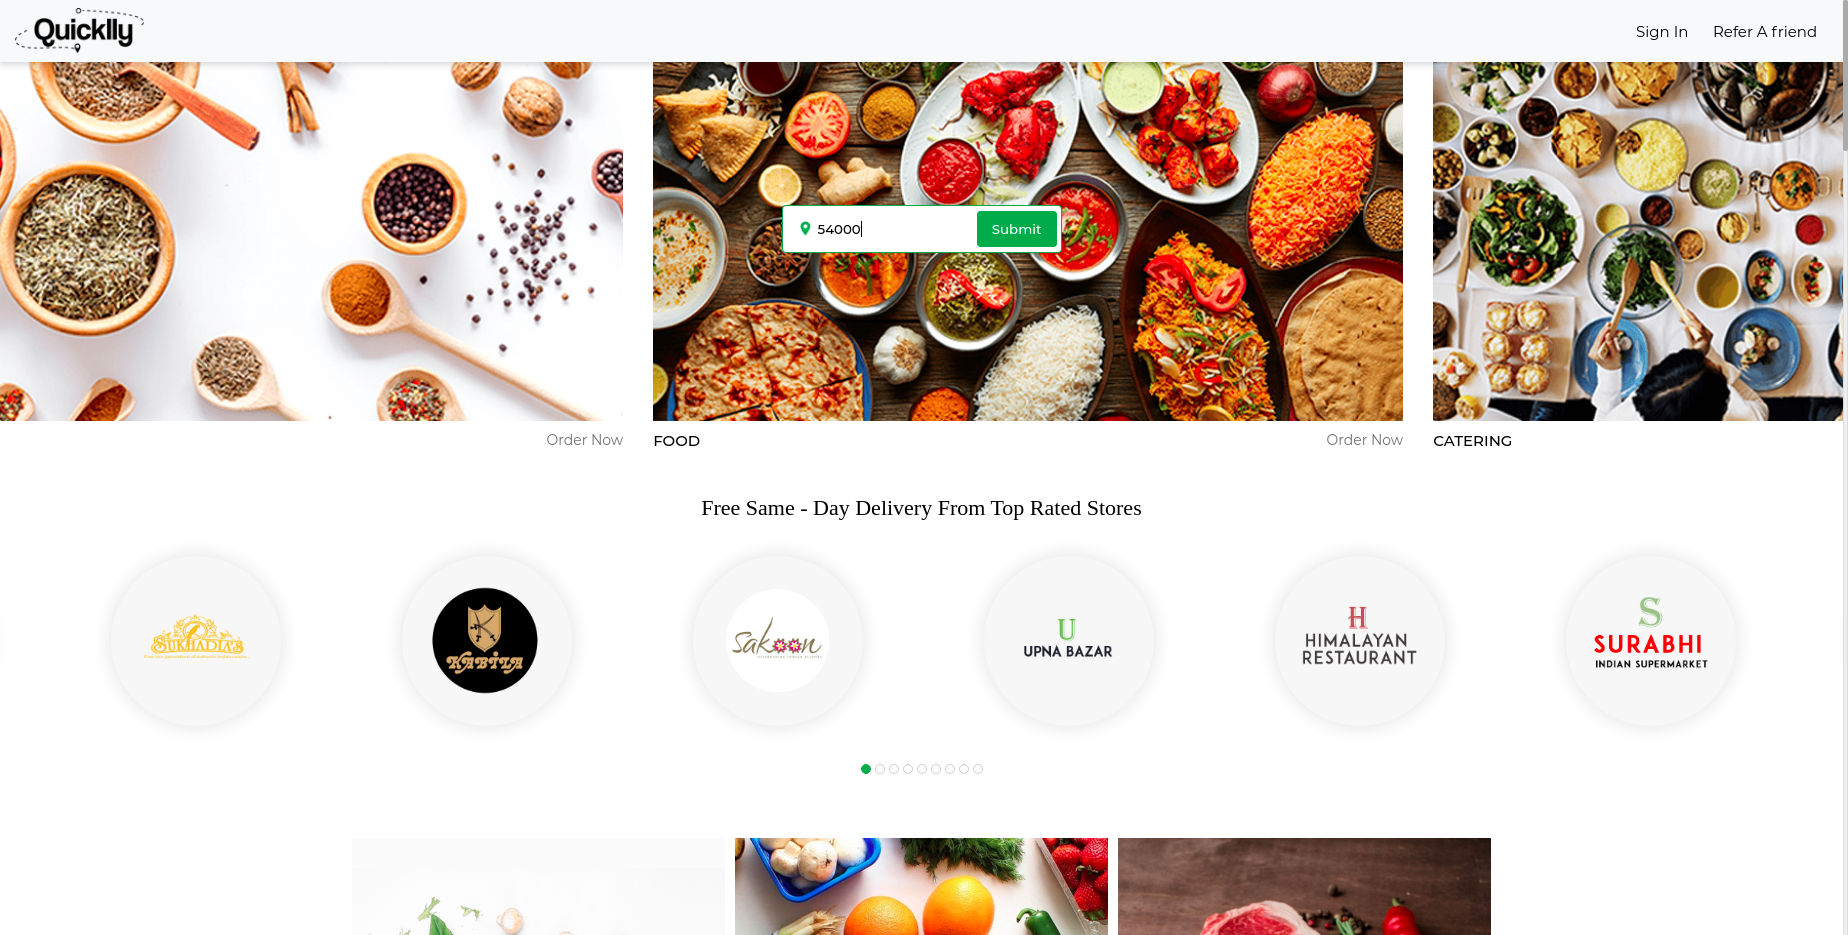 Quicklly
Sign In
Refer A friend
54000
Submit
Order Now
FOOD
Order Now
CATERING
Free Same - Day Delivery From Top Rated Stores
SUKHADIA'S
KABILA
Sakoon
U
UPNA BAZAR
H
HIMALAYAN
RESTAURANT
S
SURABHI
INDIAN SUPERMARKET